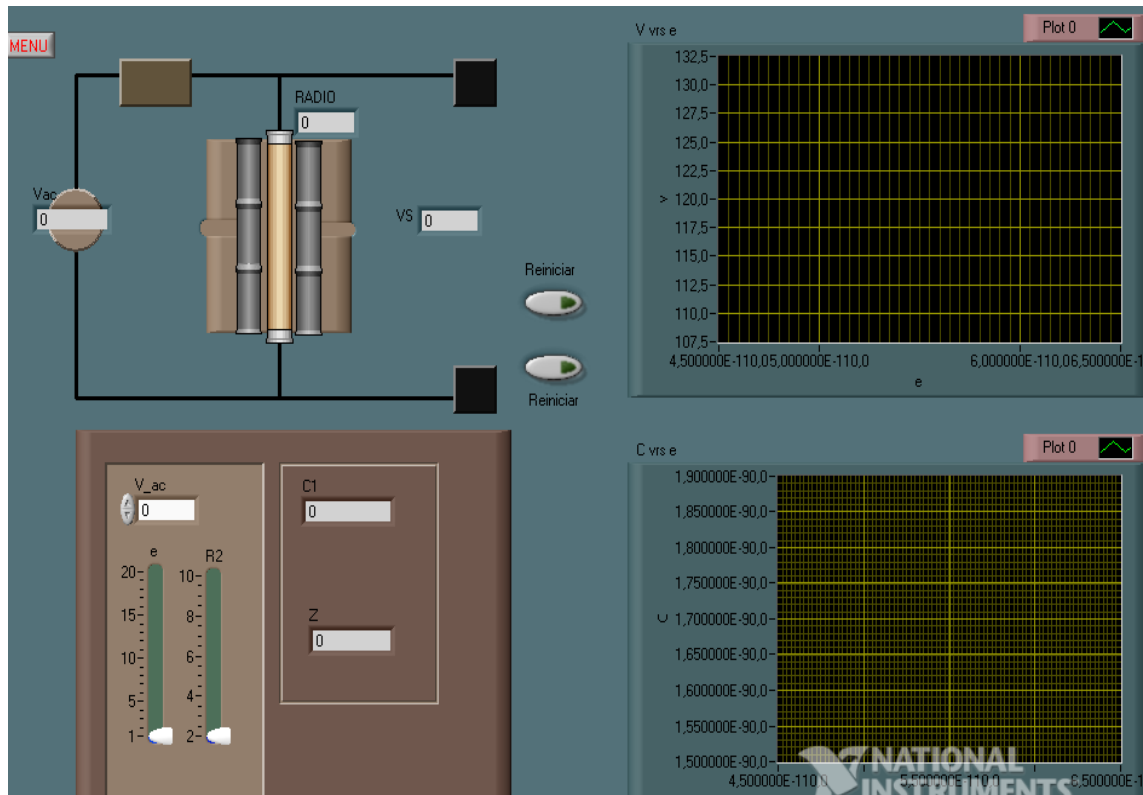 MENU
RADIO
0
Vac
0
VS
0
Reiniciar
Reiniciar
V_ac
0
e
R2
20
15
10
5
1
10
8
6
4
2
C1
0
Z
0
V vrs e
Plot 0
132,5
130,0
127,5
125,0
122,5
120,0
117,5
115,0
112,5
110,0
107,5
V
4,500000E-110,05,000000E-110,0
6,000000E-110,06,500000E-1
e
C vrs e
Plot 0
1,900000E-90,0
1,850000E-90,0
1,800000E-90,0
1,750000E-90,0
1,700000E-90,0
1,650000E-90,0
1,600000E-90,0
1,550000E-90,0
1,500000E-90,0
C
4,500000E-110,0
5,500000E-110,0
6,500000E-1
NATIONAL
INSTRUMENTS